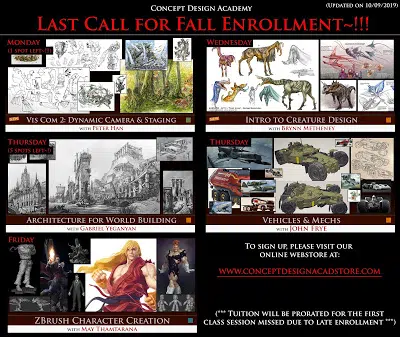 Concept Design Academy
(Updated on 10/09/2019)
Last Call for Fall Enrollment~!!!
Monday
(1 spot left~!!)
Vis Com 2: Dynamic Camera & Staging
with Peter Han
Wednesday
Intro to Creature Design
with Brynn Metheney
Thursday
(3 spots left~!)
Architecture for World Building
with Gabriel Yeganyan
Thursday
Vehicles & Mechs
with John Frye
Friday
ZBrush Character Creation
with May Thamtarana
To sign up, please visit our
online webstore at:
www.conceptdesignacadstore.com
(*** Tuition will be prorated for the first
class session missed due to late enrollment ***)